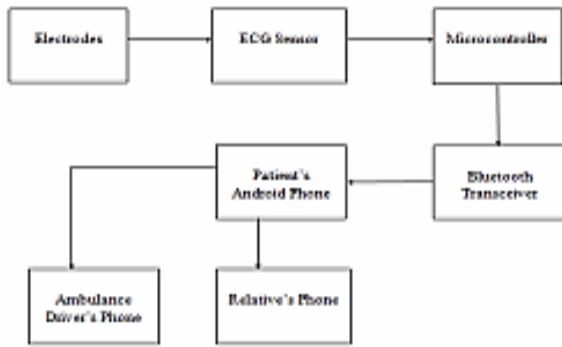 Electrodes
ECG Sensor
Microcontroller
Patient's
Android Phone
Bluetooth
Transceiver
Ambulance
Driver's Phone
Relative's Phone